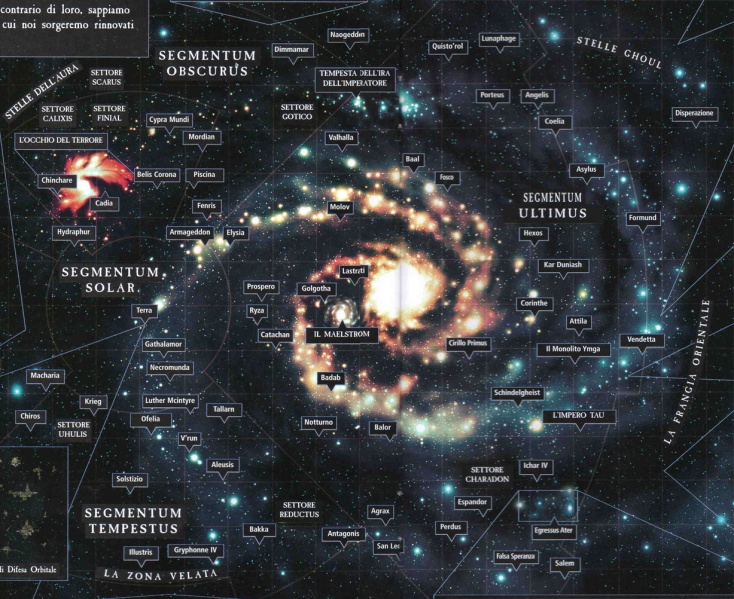 contrario di loro, sappiamo
cui noi sorgeremo rinnovati
Naogeddon
Dimmamar
SEGMENTUM
OBSCURUS
Quisto'rol
Lunaphage
STELLE GHOUL
STELLE DELL'AURA
SETTORE
SCARUS
TEMPESTA DELL'IRA
DELL'IMPERATORE
SETTORE
CALIXIS
SETTORE
FINIAL
SETTORE
GOTICO
Porteus
Angelis
Disperazione
Cypra Mundi
Coelia
L'OCCHIO DEL TERRORE
Mordian
Valhalla
Baal
Asylus
Chinchare
Belis Corona
Piscina
Fosco
Cadia
Fenris
Molov
SEGMENTUM
ULTIMUS
Formund
Hydraphur
Armageddon
Elysia
Hexos
SEGMENTUM
SOLAR
Lastrati
Kar Duniash
Prospero
Golgotha
Terra
Ryza
Corinthe
Attila
Catachan
IL MAELSTROM
Gathalamor
Cirillo Primus
Il Monolito Ymga
Vendetta
LA FRANGIA ORIENTALE
Necromunda
Macharia
Badab
Schindelgheist
Krieg
Luther Mcintyre
Tallarn
Chiros
Ofelia
Notturno
Balor
L'IMPERO TAU
SETTORE
UHULIS
V'run
Aleusis
SETTORE
CHARADON
Ichar IV
Solstizio
SEGMENTUM
TEMPESTUS
SETTORE
REDUCTUS
Agrax
Espandor
Bakka
Antagonis
Perdus
Egressus Ater
Illustris
Gryphonne IV
San Leo
Falsa Speranza
Salem
LA ZONA VELATA
di Difesa Orbitale